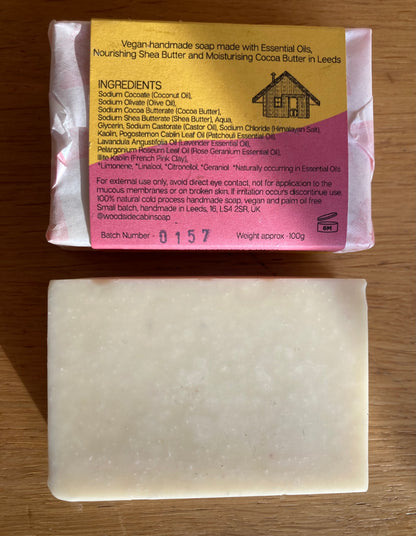 Vegan handmade soap made with Essential Oils,
Nourishing Shea Butter and Moisturising Cocoa Butter in Leeds
INGREDIENTS
Sodium Cocoate (Coconut Oil),
Sodium Olivate (Olive Oil),
Sodium Cocoa Butterate (Cocoa Butter),
Sodium Shea Butterate (Shea Butter), Aqua,
Glycerin, Sodium Castorate (Castor Oil), Sodium Chloride (Himalayan Salt),
Kaolin, Pogostemon Cablin Leaf Oil (Patchouli Essential Oil),
Lavandula Angustifolia Oil (Lavender Essential Oil),
Pelargonium Roseum Leaf Oil (Rose Geranium Essential Oil),
Illite Kaolin (French Pink Clay),
*Limonene, *Linalool, *Citronellol, *Geraniol *Naturally occurring in Essential Oils
For external use only, avoid direct eye contact, not for application to the
mucous membranes or on broken skin. If irritation occurs discontinue use.
100% natural cold process handmade soap, vegan and palm oil free
Small batch, handmade in Leeds, 16, LS4 2SR, UK
@woodsidecabinsoap
Batch Number - 0157 Weight approx -100g
6M